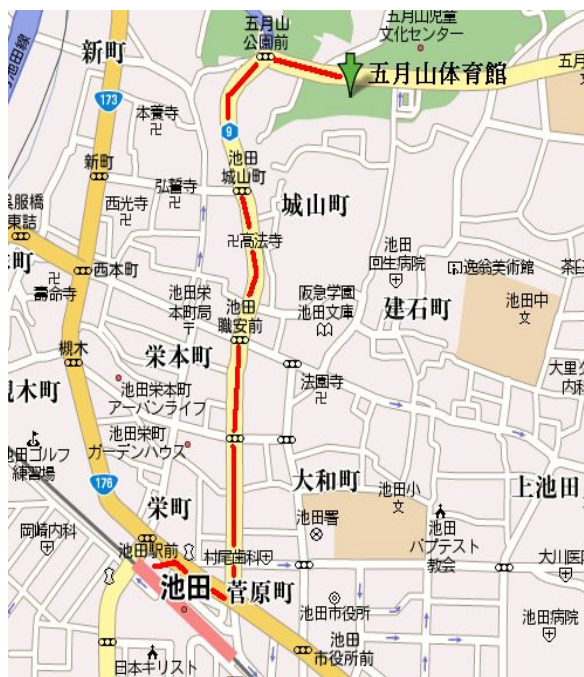 五月山
公園前
五月山児童
文化センター
五月山体育館
新町
173
本養寺
9
池田
城山町
新町
弘誓寺
西光寺
城山町
高法寺
東詰
西本町
壽命寺
池田
回生病院
逸翁美術館
池田栄
本町局
池田
職安前
阪急学園
池田文庫
建石町
池田中
槻木
栄本町
法園寺
池田栄本町
アーバンライフ
池田栄町
ガーデンハウス
練習場
大和町
上池田
176
栄町
池田小
池田署
池田
バプテスト
教会
岡崎内科
池田駅前
村尾歯科
池田
菅原町
池田市役所
池田
市役所前
池田病院
日本キリスト